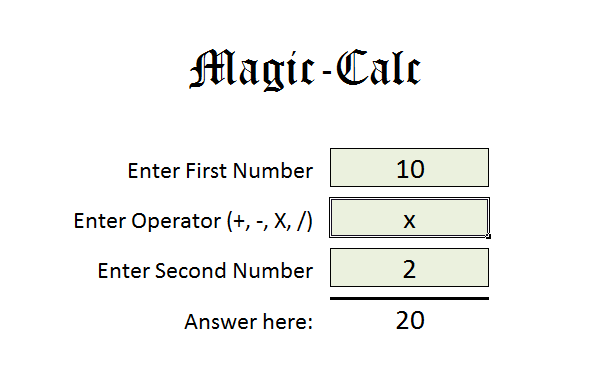 Magic-Calc
Enter First Number 10
Enter Operator (+, -, X, /) x
Enter Second Number 2
Answer here: 20